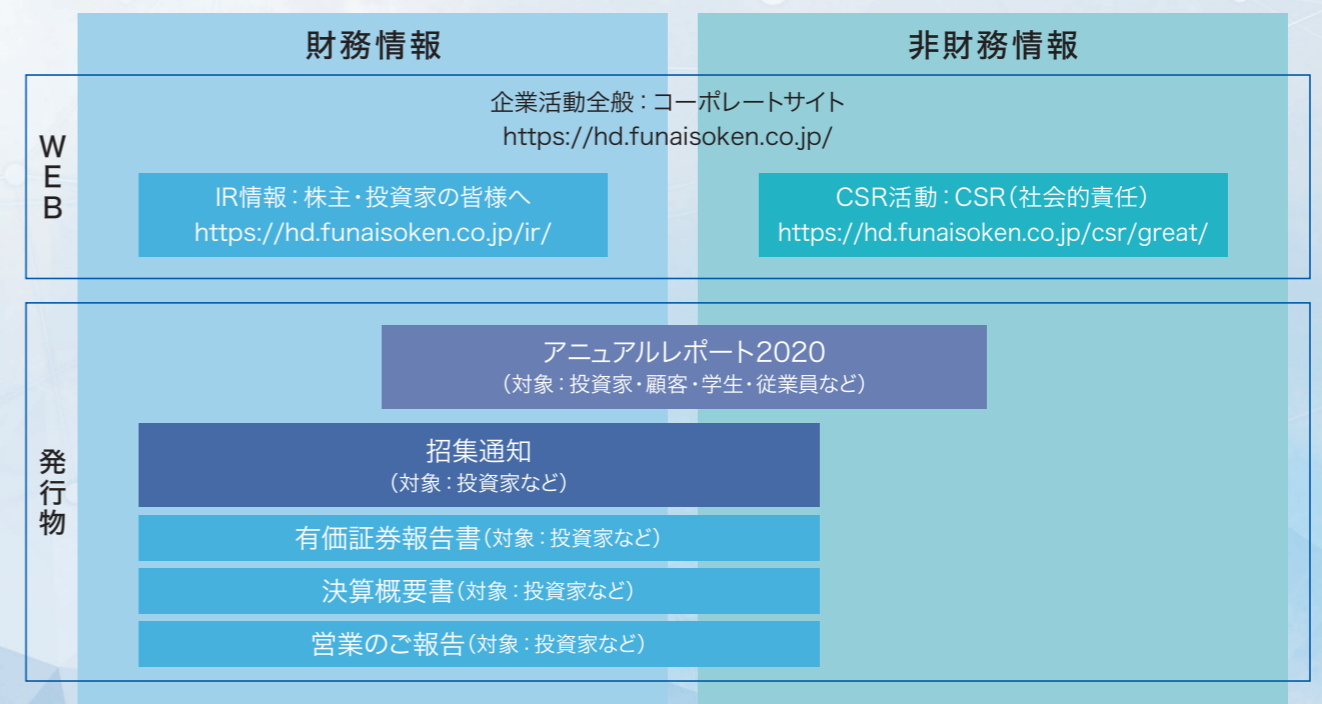 財務情報
非財務情報
WEB
企業活動全般：コーポレートサイト
https://hd.funaisoken.co.jp/
IR情報：株主・投資家の皆様へ
https://hd.funaisoken.co.jp/ir/
CSR活動：CSR（社会的責任）
https://hd.funaisoken.co.jp/csr/great/
発行物
アニュアルレポート2020
（対象：投資家・顧客・学生・従業員など）
招集通知
（対象：投資家など）
有価証券報告書（対象：投資家など）
決算概要書（対象：投資家など）
営業のご報告（対象：投資家など）